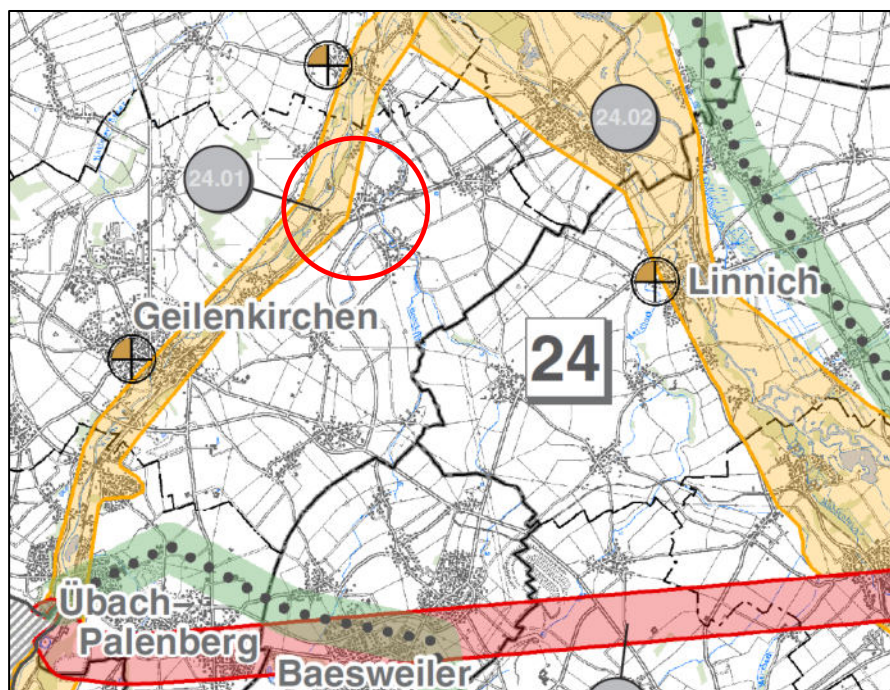 24.02
24.01
Linnich
Geilenkirchen
24
Übach-
Palenberg
Baesweiler